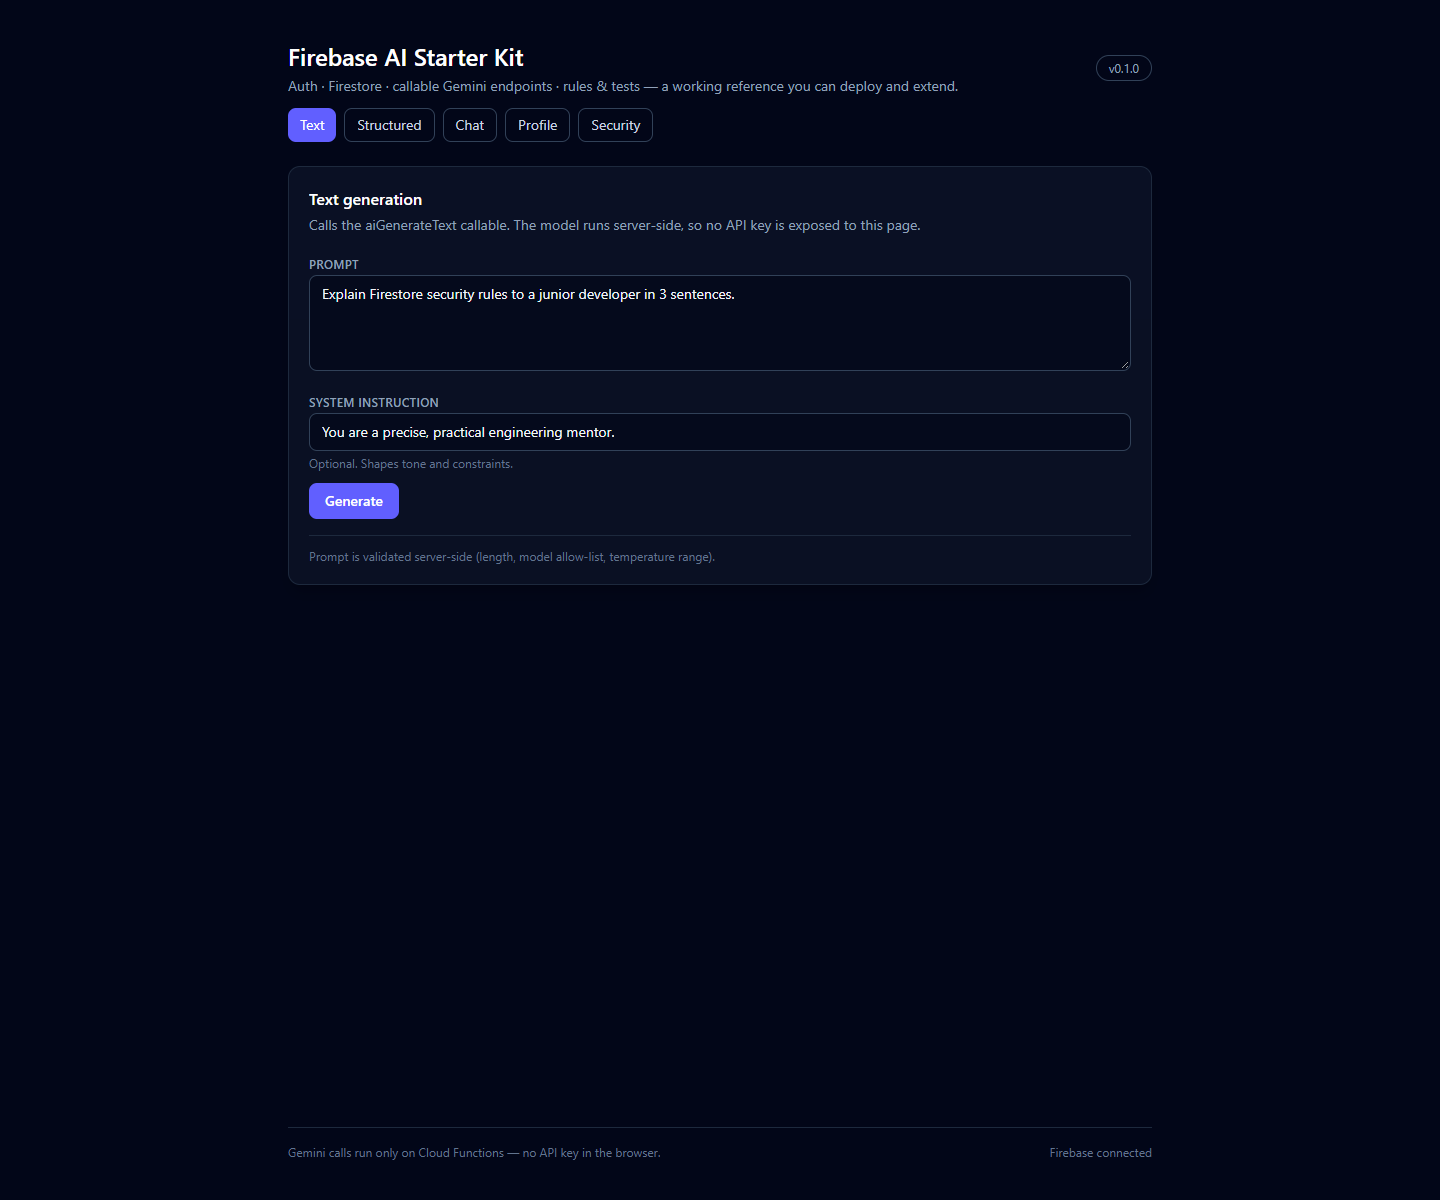 Firebase AI Starter Kit
v0.1.0
Auth · Firestore · callable Gemini endpoints · rules & tests — a working reference you can deploy and extend.
Text Structured Chat Profile Security
Text generation
Calls the aiGenerateText callable. The model runs server-side, so no API key is exposed to this page.
PROMPT
Explain Firestore security rules to a junior developer in 3 sentences.
SYSTEM INSTRUCTION
You are a precise, practical engineering mentor.
Optional. Shapes tone and constraints.
Generate
Prompt is validated server-side (length, model allow-list, temperature range).
Gemini calls run only on Cloud Functions — no API key in the browser. Firebase connected